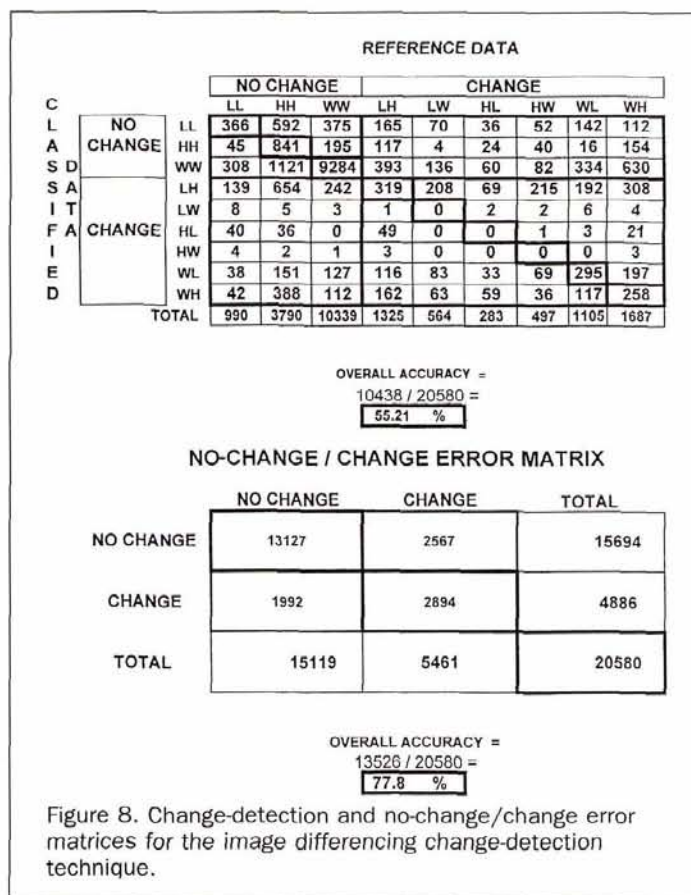 REFERENCE DATA
NO CHANGE CHANGE
C LL HH WW LH LW HL HW WL WH
L NO LL 366 592 375 165 70 36 52 142 112
A CHANGE HH 45 841 195 117 4 24 40 16 154
S D WW 308 1121 9284 393 136 60 82 334 630
S A LH 139 654 242 319 208 69 215 192 308
I T LW 8 5 3 1 0 2 2 6 4
F A CHANGE HL 40 36 0 49 0 0 1 3 21
I HW 4 2 1 3 0 0 0 0 3
E WL 38 151 127 116 83 33 69 295 197
D WH 42 388 112 162 63 59 36 117 258
TOTAL 990 3790 10339 1325 564 283 497 1105 1687
OVERALL ACCURACY =
10438 / 20580 =
55.21 %
NO-CHANGE / CHANGE ERROR MATRIX
NO CHANGE CHANGE TOTAL
NO CHANGE 13127 2567 15694
CHANGE 1992 2894 4886
TOTAL 15119 5461 20580
OVERALL ACCURACY =
13526 / 20580 =
77.8 %
Figure 8. Change-detection and no-change/change error
matrices for the image differencing change-detection
technique.